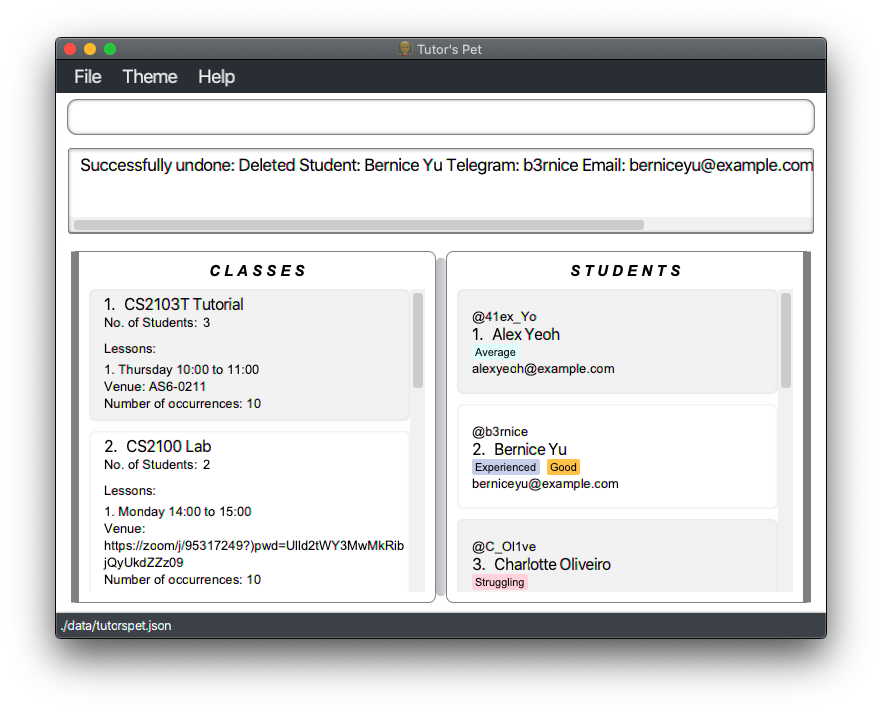 Tutor's Pet
File Theme Help
Successfully undone: Deleted Student: Bernice Yu Telegram: b3rnice Email: berniceyu@example.com
CLASSES
1. CS2103T Tutorial
No. of Students: 3
Lessons:
1. Thursday 10:00 to 11:00
Venue: AS6-0211
Number of occurrences: 10
2. CS2100 Lab
No. of Students: 2
Lessons:
1. Monday 14:00 to 15:00
Venue:
https://zoom/j/95317249?)pwd=Ulld2tWY3MwMkRib
jQyUkdZZz09
Number of occurrences: 10
STUDENTS
@41ex_Yo
1. Alex Yeoh
Average
alexyeoh@example.com
@b3rnice
2. Bernice Yu
Experienced Good
berniceyu@example.com
@C_Ol1ve
3. Charlotte Oliveiro
Struggling
./data/tutorspet.json